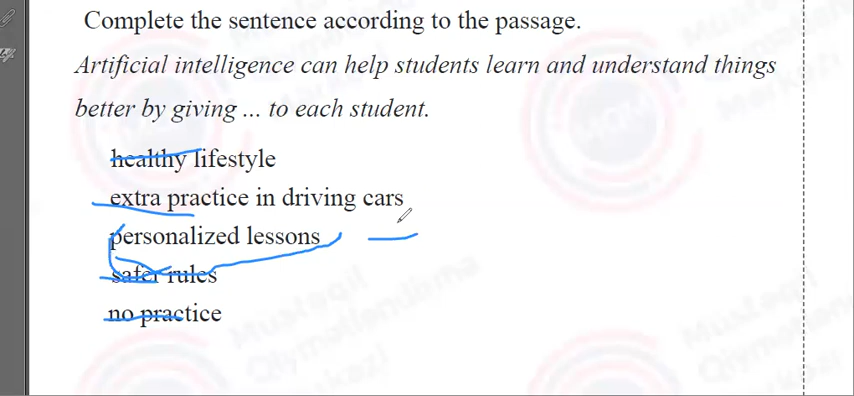 Complete the sentence according to the passage.
Artificial intelligence can help students learn and understand things
better by giving ... to each student.
healthy lifestyle
extra practice in driving cars
personalized lessons
safer rules
no practice